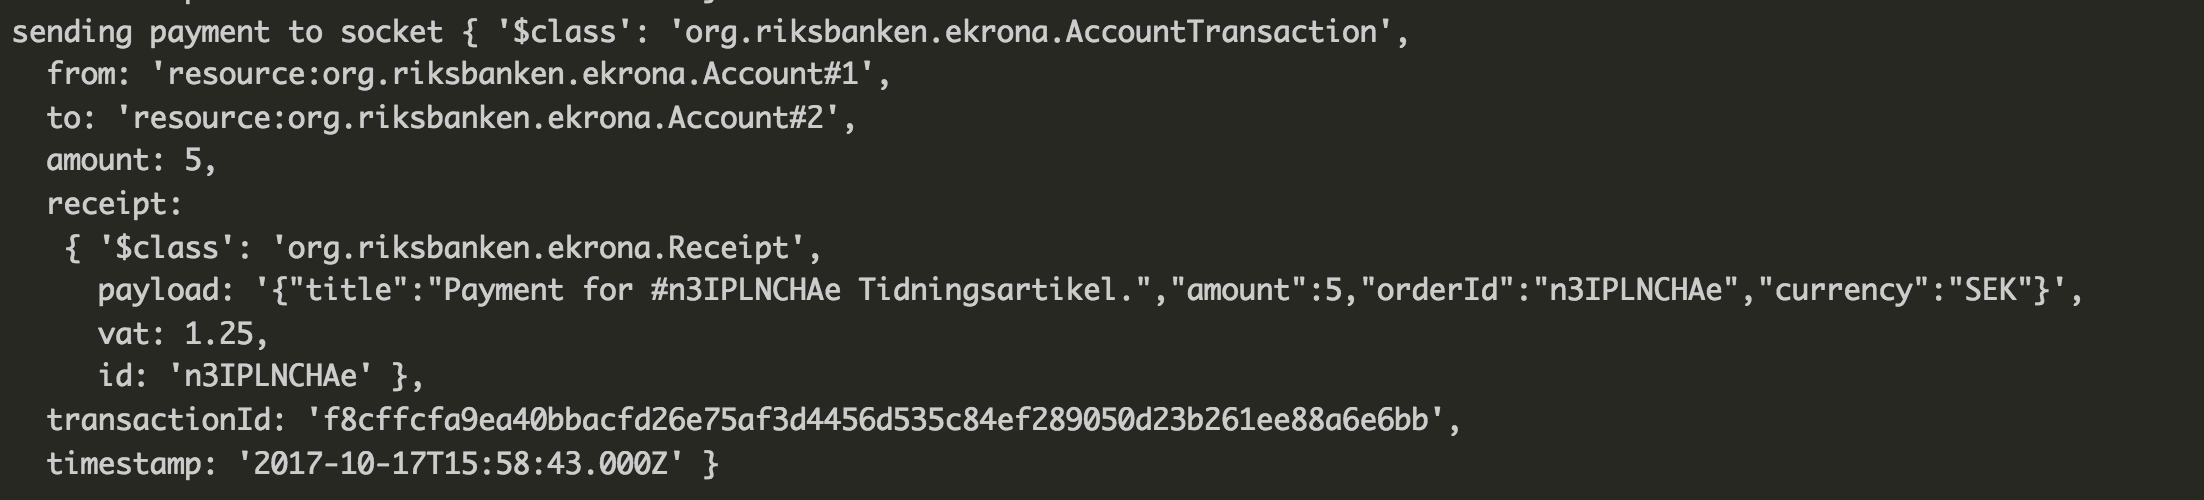 sending payment to socket { '$class': 'org.riksbanken.ekrona.AccountTransaction',
from: 'resource:org.riksbanken.ekrona.Account#1',
to: 'resource:org.riksbanken.ekrona.Account#2',
amount: 5,
receipt:
{ '$class': 'org.riksbanken.ekrona.Receipt',
payload: '{"title":"Payment for #n3IPLNCHAe Tidningsartikel.","amount":5,"orderId":"n3IPLNCHAe","currency":"SEK"}',
vat: 1.25,
id: 'n3IPLNCHAe' },
transactionId: 'f8cffcfa9ea40bbacfd26e75af3d4456d535c84ef289050d23b261ee88a6e6bb',
timestamp: '2017-10-17T15:58:43.000Z' }